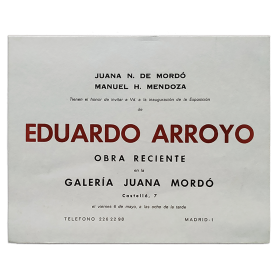 JUANA N. DE MORDÓ
MANUEL H. MENDOZA
Tienen el honor de invitar a Vd. a la inauguración de la Exposición
de
EDUARDO ARROYO
OBRA RECIENTE
en la
GALERÍA JUANA MORDÓ
Castelló, 7
el viernes 6 de mayo, a las ocho de la tarde
TELEFONO 226 22 98 MADRID-1